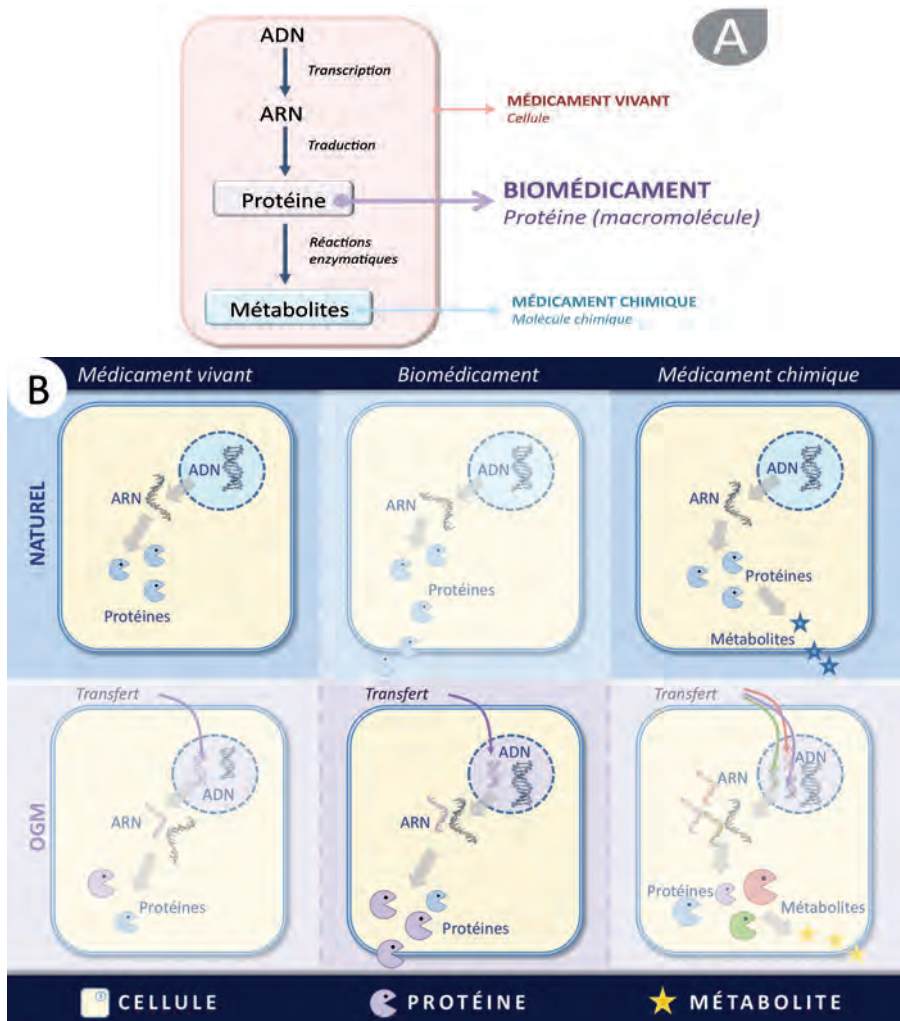 A
ADN
Transcription
ARN
MÉDICAMENT VIVANT
Cellule
Traduction
BIOMÉDICAMENT
Protéine
Protéine (macromolécule)
Réactions
enzymatiques
Métabolites
MÉDICAMENT CHIMIQUE
Molécule chimique
B
Médicament vivant
Biomédicament
Médicament chimique
NATUREL
ADN
ARN
Protéines
ADN
ARN
Protéines
ADN
ARN
Protéines
Métabolites
OGM
Transfert
ADN
ARN
Protéines
Transfert
ADN
ARN
Protéines
Transfert
ADN
ARN
Protéines
Métabolites
CELLULE
PROTÉINE
MÉTABOLITE